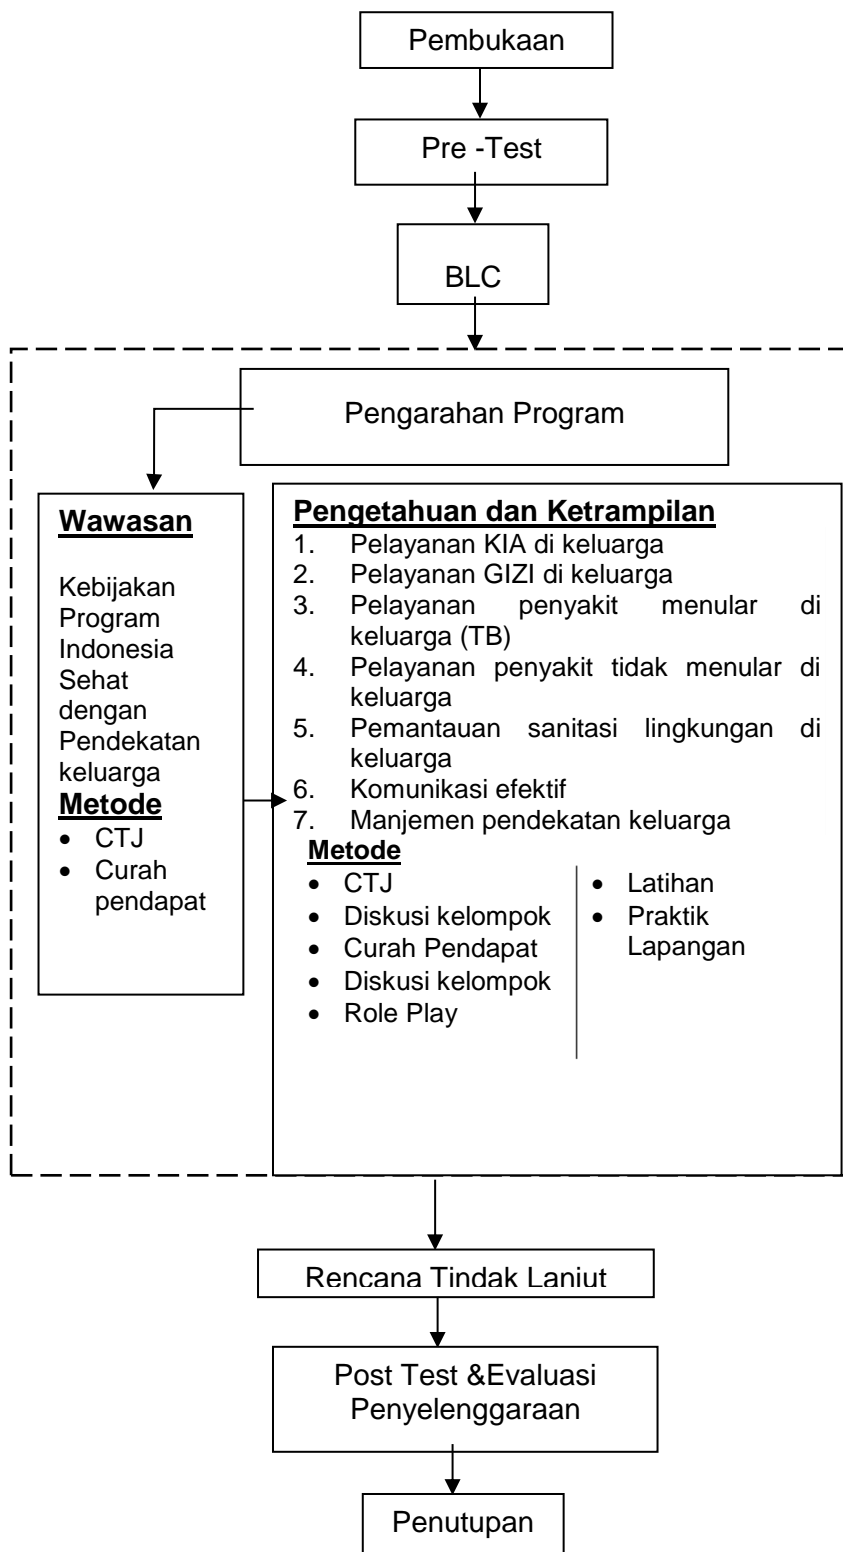 Pembukaan
Pre -Test
BLC
Pengarahan Program
Wawasan
Kebijakan
Program
Indonesia
Sehat
dengan
Pendekatan
keluarga
Metode
• CTJ
• Curah
pendapat
Pengetahuan dan Ketrampilan
1. Pelayanan KIA di keluarga
2. Pelayanan GIZI di keluarga
3. Pelayanan penyakit menular di
keluarga (TB)
4. Pelayanan penyakit tidak menular di
keluarga
5. Pemantauan sanitasi lingkungan di
keluarga
6. Komunikasi efektif
7. Manjemen pendekatan keluarga
Metode
• CTJ
• Diskusi kelompok
• Curah Pendapat
• Diskusi kelompok
• Role Play
• Latihan
• Praktik
Lapangan
Rencana Tindak Lanjut
Post Test &Evaluasi
Penyelenggaraan
Penutupan